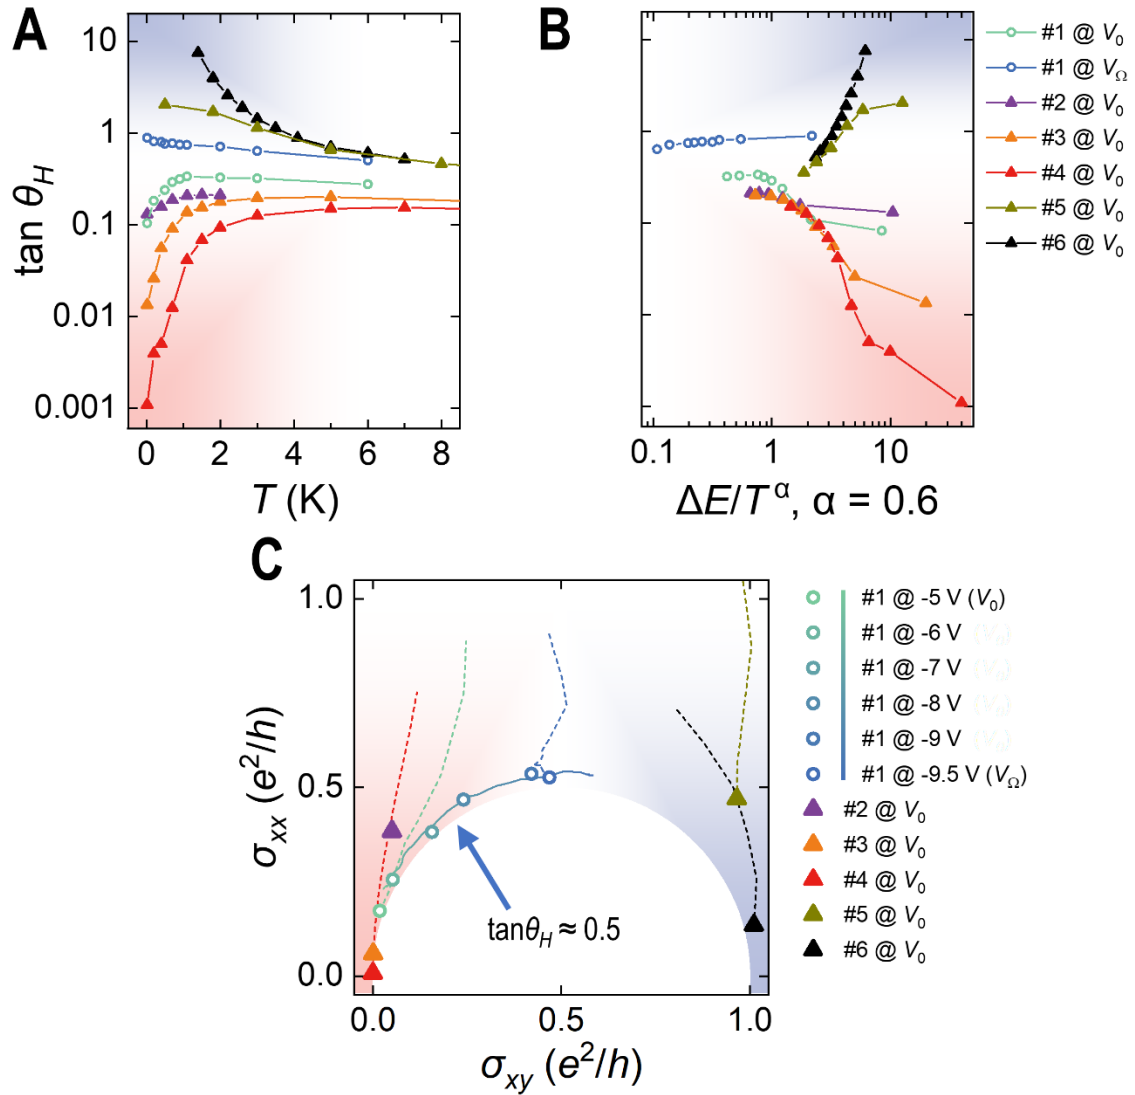 A
B
tan θH
10
1
0.1
0.01
0.001
0 2 4 6 8
T (K)
0.1 1 10
ΔE/T^α, α = 0.6
#1 @ V0
#1 @ VΩ
#2 @ V0
#3 @ V0
#4 @ V0
#5 @ V0
#6 @ V0
C
σxx (e²/h)
1.0
0.5
0.0
0.0 0.5 1.0
σxy (e²/h)
tanθH ≈ 0.5
#1 @ -5 V (V0)
#1 @ -6 V
#1 @ -7 V
#1 @ -8 V
#1 @ -9 V
#1 @ -9.5 V (VΩ)
#2 @ V0
#3 @ V0
#4 @ V0
#5 @ V0
#6 @ V0